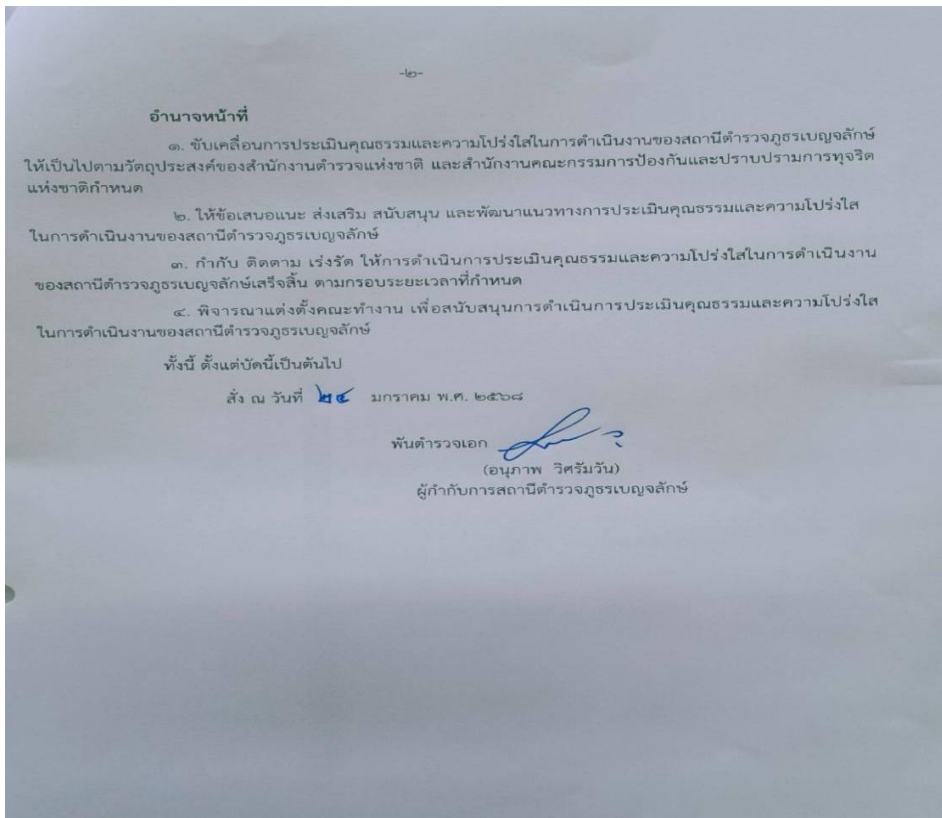 -๒-
อำนาจหน้าที่
๑. ขับเคลื่อนการประเมินคุณธรรมและความโปร่งใสในการดำเนินงานของสถานีตำรวจภูธรเบญจลักษ์
ให้เป็นไปตามวัตถุประสงค์ของสำนักงานตำรวจแห่งชาติ และสำนักงานคณะกรรมการป้องกันและปราบปรามการทุจริต
แห่งชาติกำหนด
๒. ให้ข้อเสนอแนะ ส่งเสริม สนับสนุน และพัฒนาแนวทางการประเมินคุณธรรมและความโปร่งใส
ในการดำเนินงานของสถานีตำรวจภูธรเบญจลักษ์
๓. กำกับ ติดตาม เร่งรัด ให้การดำเนินการประเมินคุณธรรมและความโปร่งใสในการดำเนินงาน
ของสถานีตำรวจภูธรเบญจลักษ์เสร็จสิ้น ตามกรอบระยะเวลาที่กำหนด
๔. พิจารณาแต่งตั้งคณะทำงาน เพื่อสนับสนุนการดำเนินการประเมินคุณธรรมและความโปร่งใส
ในการดำเนินงานของสถานีตำรวจภูธรเบญจลักษ์
ทั้งนี้ ตั้งแต่บัดนี้เป็นต้นไป
สั่ง ณ วันที่ ๒๔ มกราคม พ.ศ. ๒๕๖๘
พันตำรวจเอก
(อนุภาพ วิศรัมวัน)
ผู้กำกับการสถานีตำรวจภูธรเบญจลักษ์